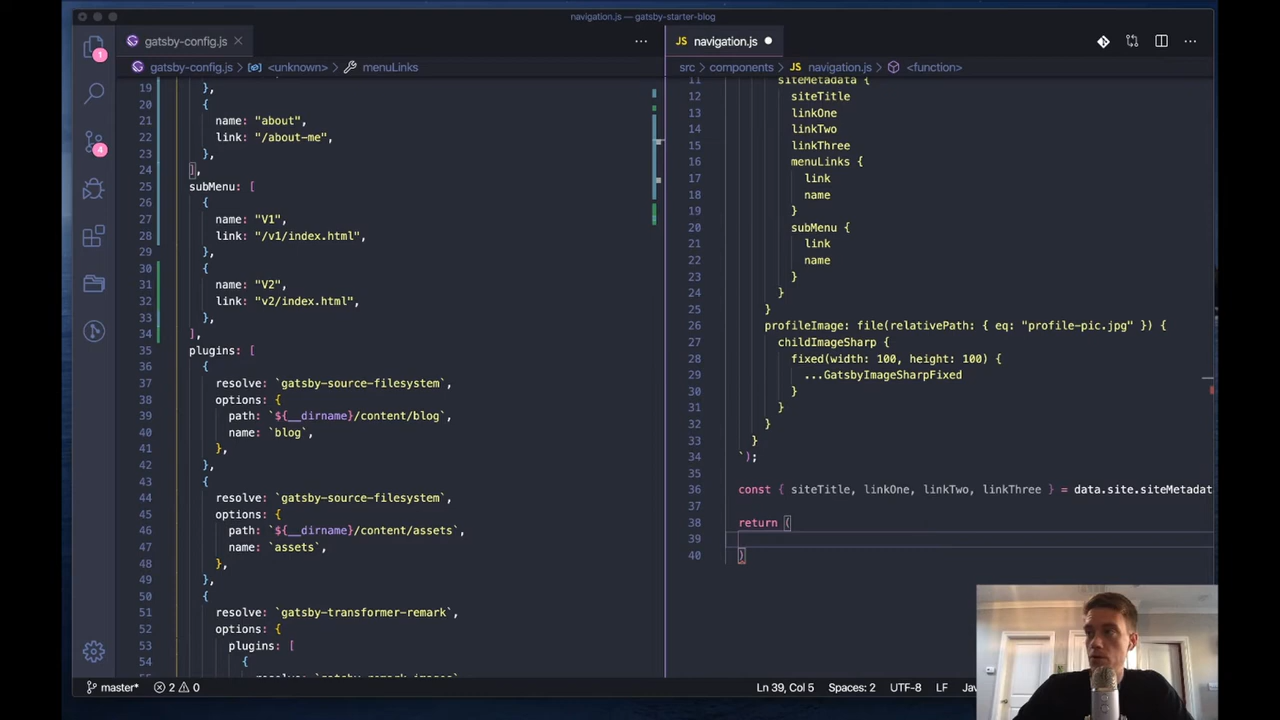 navigation.js — gatsby-starter-blog
gatsby-config.js
gatsby-config.js <unknown> menuLinks
1
4
19 },
20 {
21 name: "about",
22 link: "/about-me",
23 },
24 ],
25 subMenu: [
26 {
27 name: "V1",
28 link: "/v1/index.html",
29 },
30 {
31 name: "V2",
32 link: "v2/index.html",
33 },
34 ],
35 plugins: [
36 {
37 resolve: `gatsby-source-filesystem`,
38 options: {
39 path: `${__dirname}/content/blog`,
40 name: `blog`,
41 },
42 },
43 {
44 resolve: `gatsby-source-filesystem`,
45 options: {
46 path: `${__dirname}/content/assets`,
47 name: `assets`,
48 },
49 },
50 {
51 resolve: `gatsby-transformer-remark`,
52 options: {
53 plugins: [
54 {
JS navigation.js
src components JS navigation.js <function>
11 siteMetadata {
12 siteTitle
13 linkOne
14 linkTwo
15 linkThree
16 menuLinks {
17 link
18 name
19 }
20 subMenu {
21 link
22 name
23 }
24 }
25 }
26 profileImage: file(relativePath: { eq: "profile-pic.jpg" }) {
27 childImageSharp {
28 fixed(width: 100, height: 100) {
29 ...GatsbyImageSharpFixed
30 }
31 }
32 }
33 }
34 `);
35
36 const { siteTitle, linkOne, linkTwo, linkThree } = data.site.siteMetadat
37
38 return (
39
40 )
master* 2 0 Ln 39, Col 5 Spaces: 2 UTF-8 LF Jav